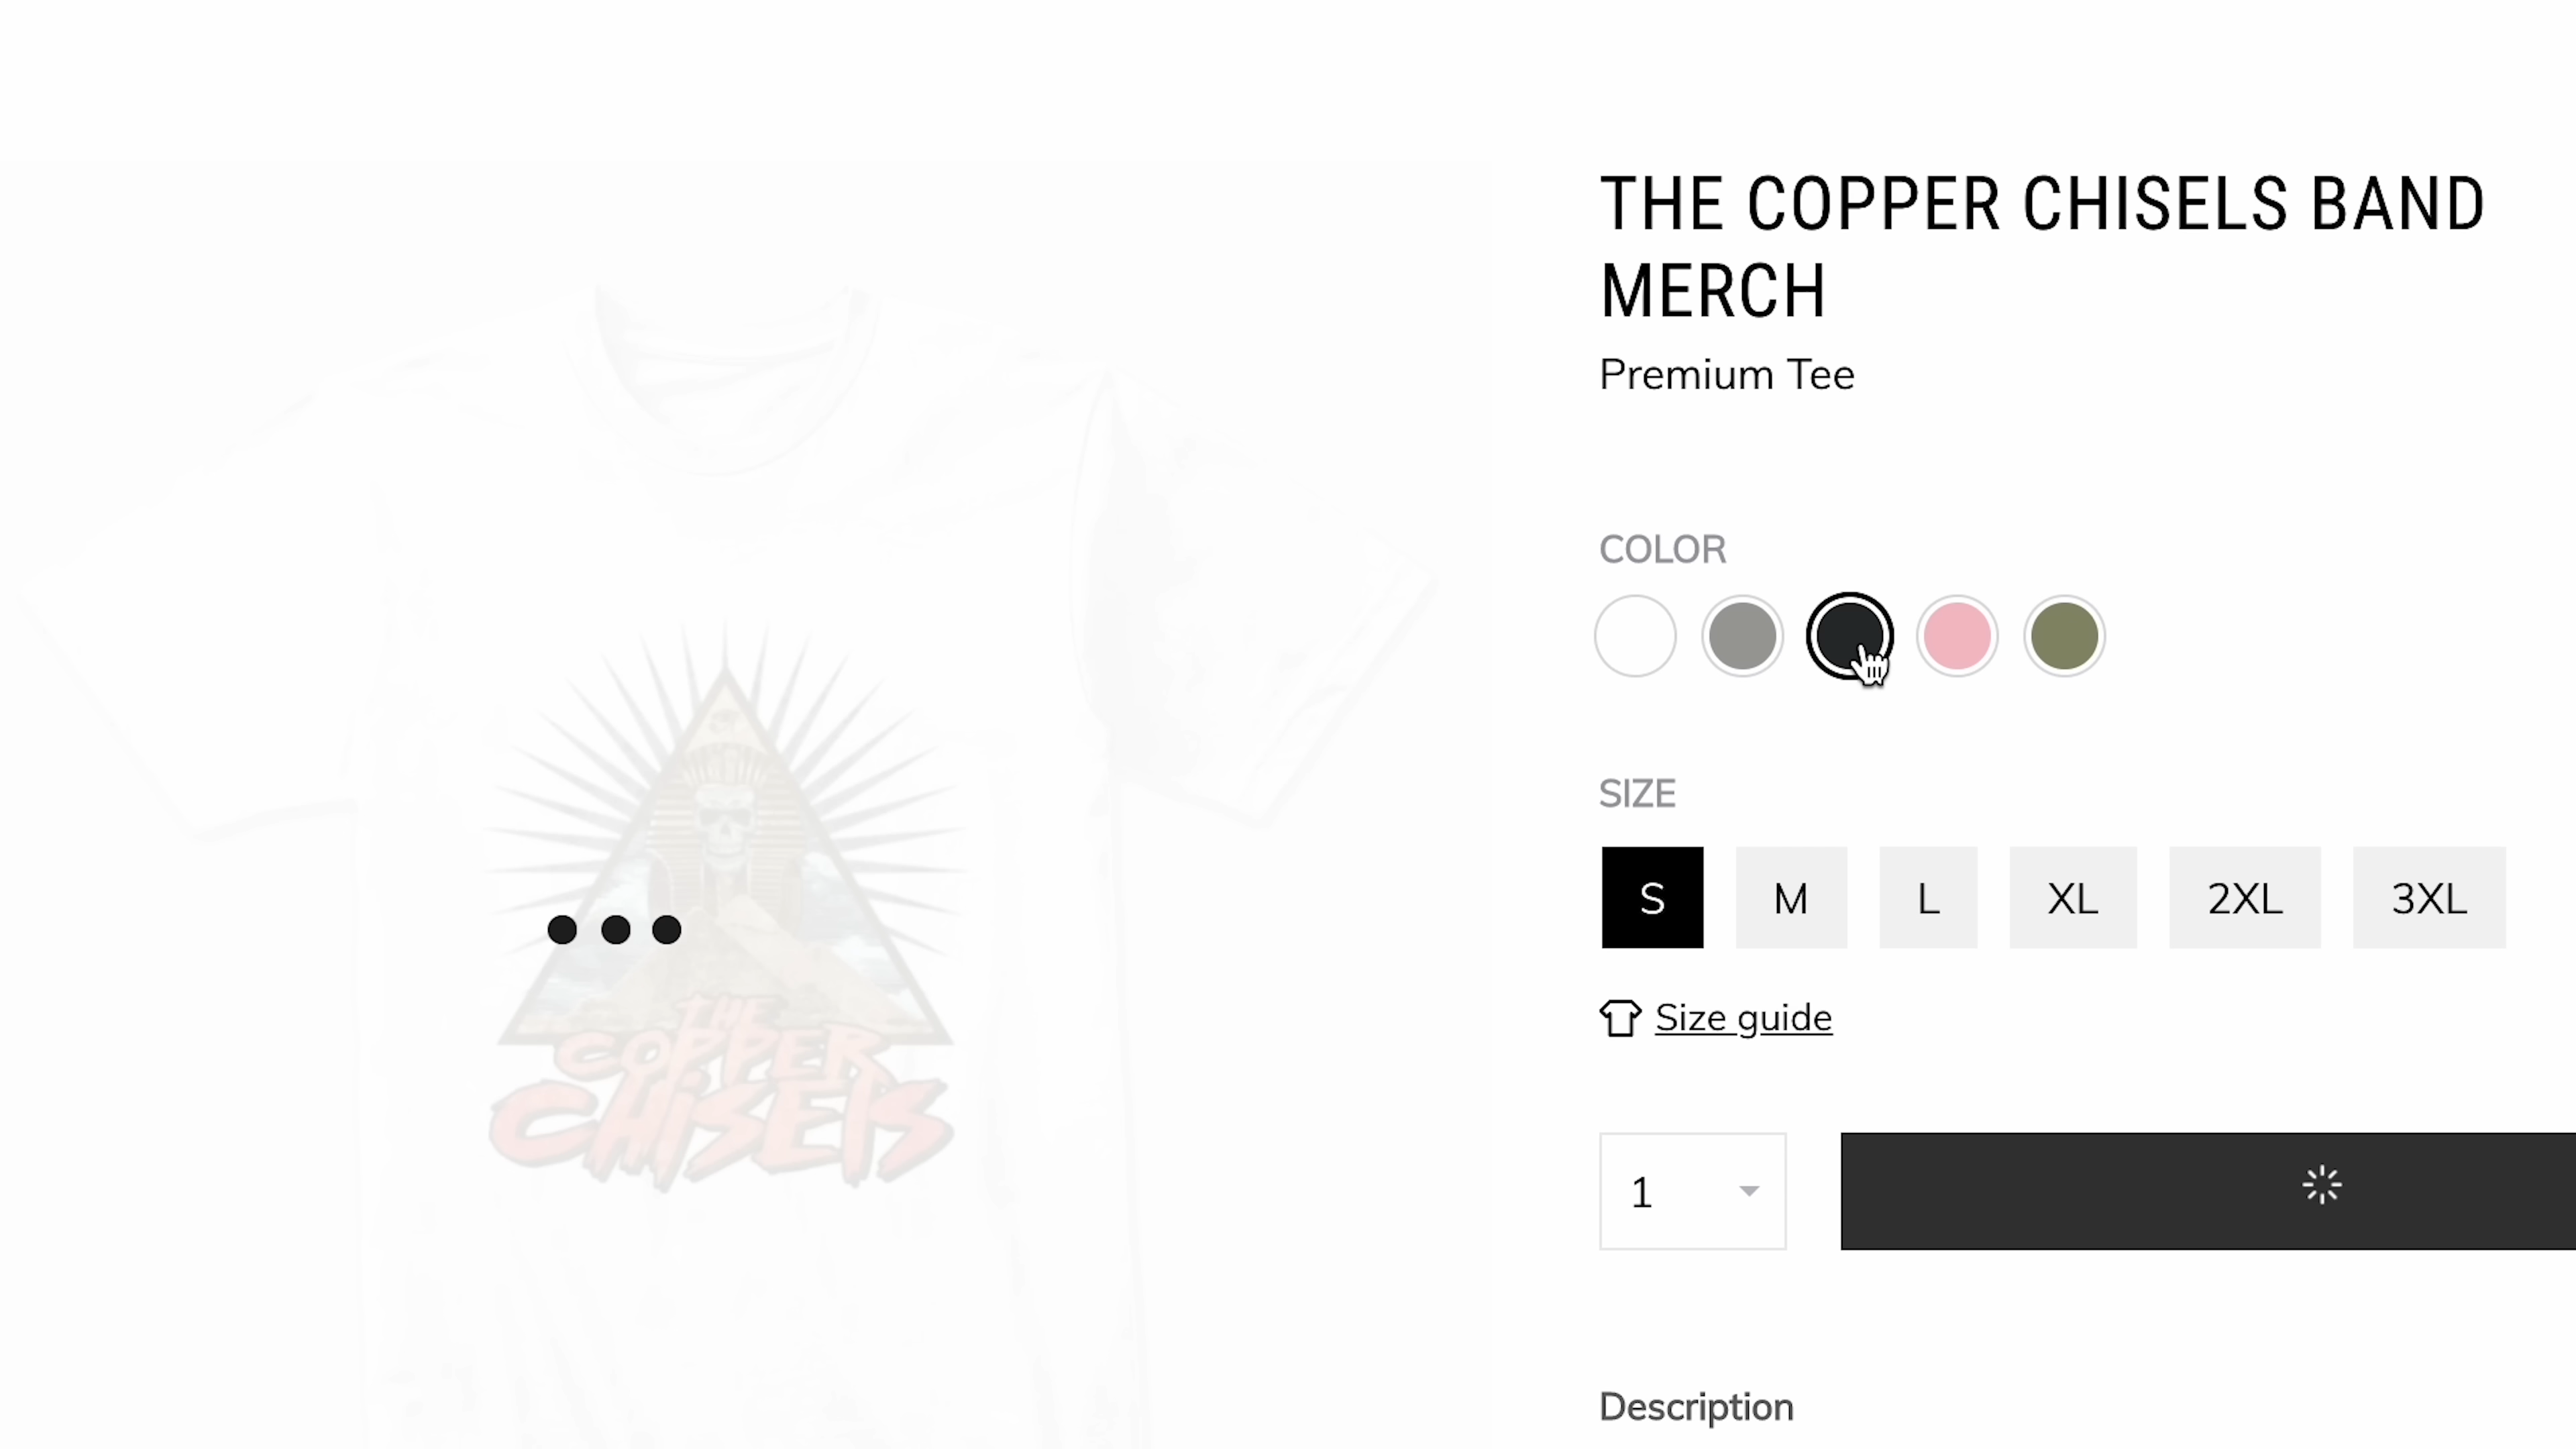 THE COPPER CHISELS BAND
MERCH
Premium Tee
COLOR
SIZE
S M L XL 2XL 3XL
Size guide
1
Description
THE
COPPER
CHISELS